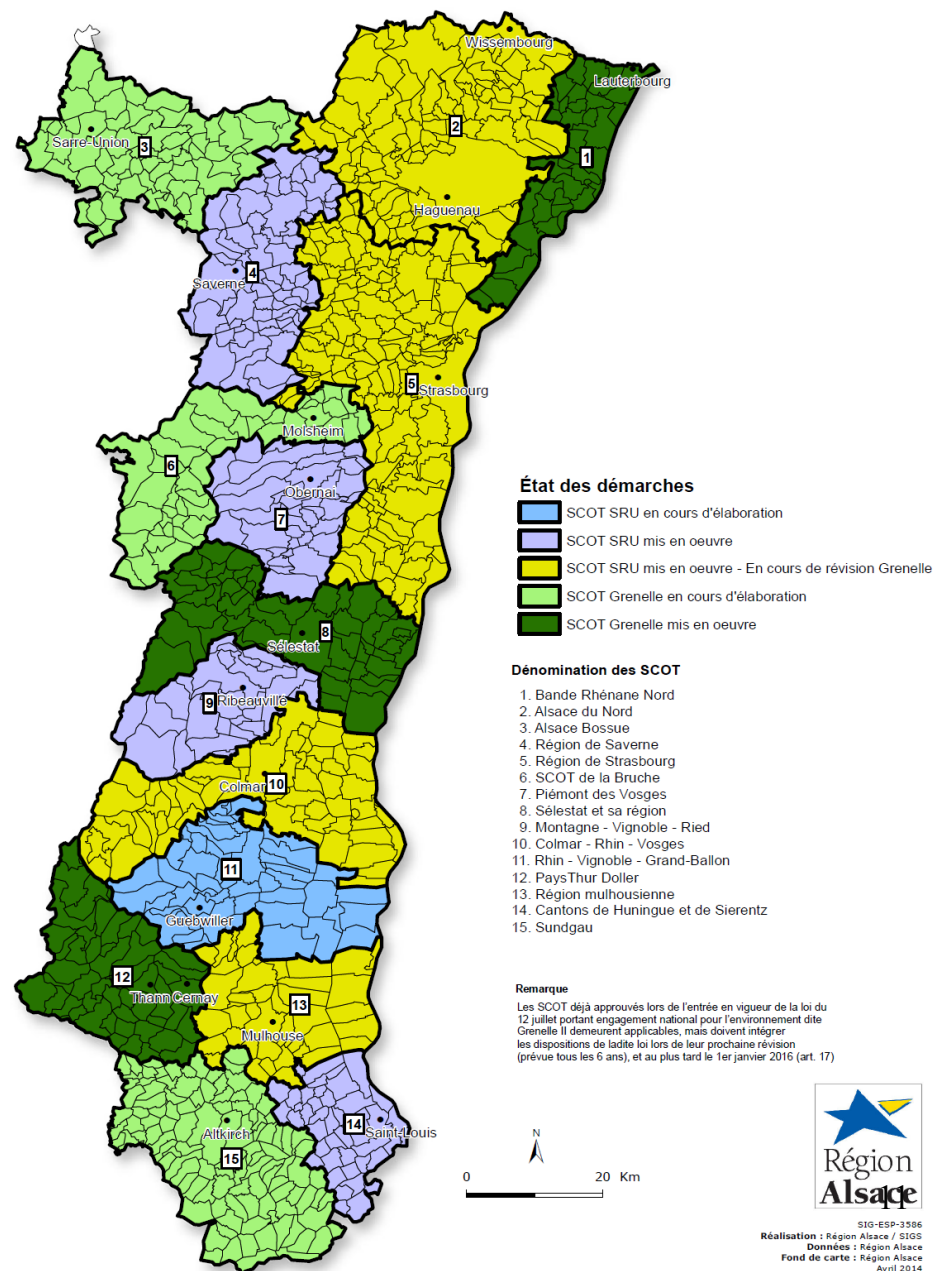 Wissembourg
Lauterbourg
2
Sarre-Union
3
1
Haguenau
4
Saverne
5
Strasbourg
Molsheim
6
Obernai
7
État des démarches
SCOT SRU en cours d'élaboration
SCOT SRU mis en oeuvre
SCOT SRU mis en oeuvre - En cours de révision Grenelle
SCOT Grenelle en cours d'élaboration
SCOT Grenelle mis en oeuvre
8
Sélestat
9
Ribeauvillé
Colmar
10
11
Guebwiller
12
Thann
Cernay
13
Mulhouse
14
Saint-Louis
Altkirch
15
Dénomination des SCOT
1. Bande Rhénane Nord
2. Alsace du Nord
3. Alsace Bossue
4. Région de Saverne
5. Région de Strasbourg
6. SCOT de la Bruche
7. Piémont des Vosges
8. Sélestat et sa région
9. Montagne - Vignoble - Ried
10. Colmar - Rhin - Vosges
11. Rhin - Vignoble - Grand-Ballon
12. PaysThur Doller
13. Région mulhousienne
14. Cantons de Huningue et de Sierentz
15. Sundgau
Remarque
Les SCOT déjà approuvés lors de l'entrée en vigueur de la loi du
12 juillet portant engagement national pour l'environnement dite
Grenelle II demeurent applicables, mais doivent intégrer
les dispositions de ladite loi lors de leur prochaine révision
(prévue tous les 6 ans), et au plus tard le 1er janvier 2016 (art. 17)
N
0 20 Km
Région
Alsace
11
SIG-ESP-3586
Réalisation : Région Alsace / SIGS
Données : Région Alsace
Fond de carte : Région Alsace
Avril 2014